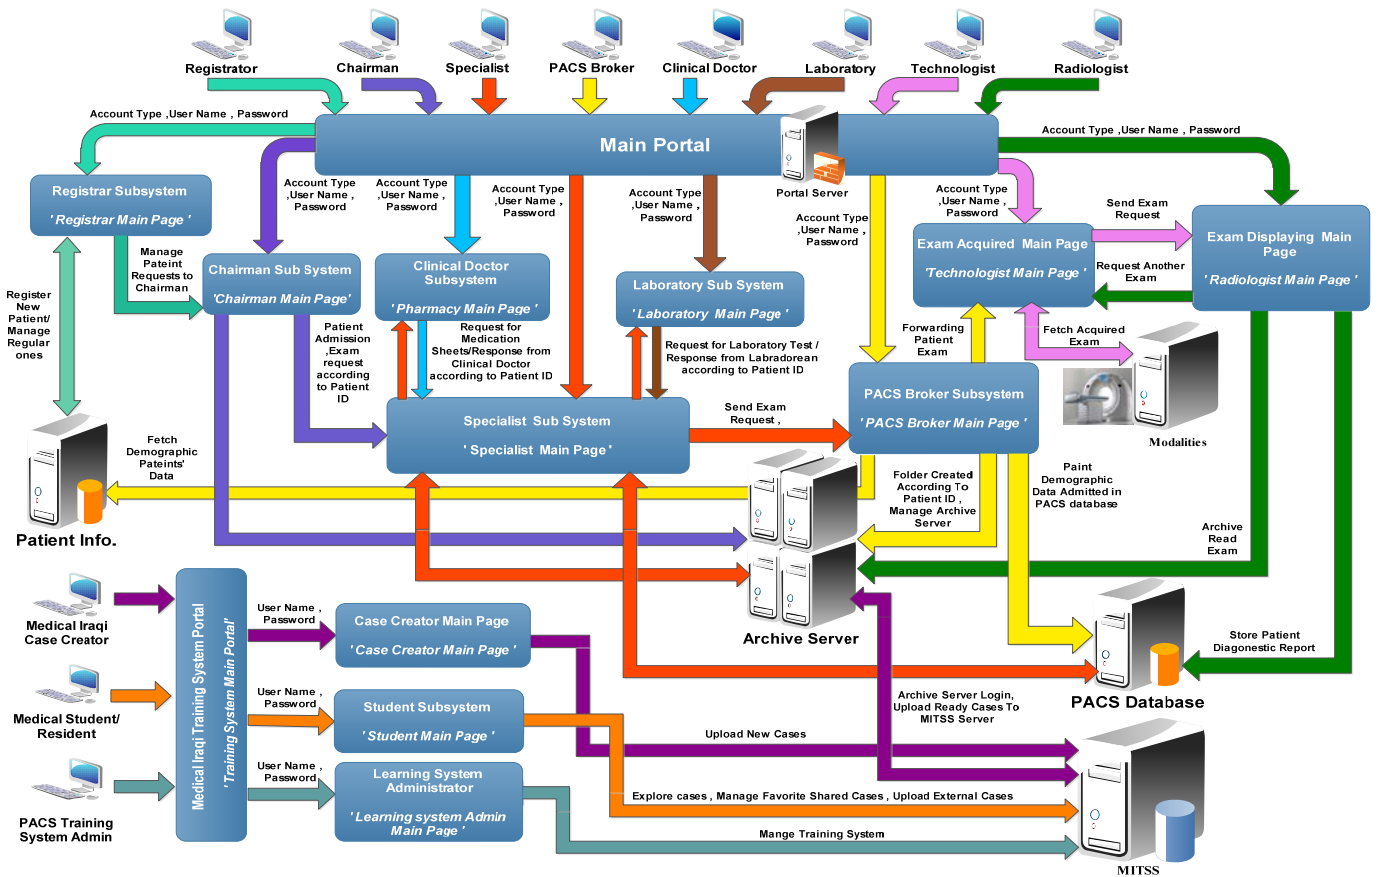 Registrator
Chairman
Specialist
PACS Broker
Clinical Doctor
Laboratory
Technologist
Radiologist
Main Portal
Portal Server
Account Type ,User Name , Password
Account Type
,User Name ,
Password
Account Type
,User Name ,
Password
Account Type
,User Name ,
Password
Account Type
,User Name ,
Password
Account Type
,User Name ,
Password
Account Type
,User Name ,
Password
Account Type ,User Name , Password
Registrar Subsystem
' Registrar Main Page '
Manage
Pateint
Requests to
Chairman
Register
New
Patient/
Manage
Regular
ones
Chairman Sub System
'Chairman Main Page'
Clinical Doctor
Subsystem
' Pharmacy Main Page '
Laboratory Sub System
' Laboratory Main Page '
Exam Acquired Main Page
'Technologist Main Page '
Send Exam
Request
Request Another
Exam
Exam Displaying Main
Page
' Radiologist Main Page '
Patient
Admission
,Exam
request
according
to Patient
ID
Request for
Medication
Sheets/Response from
Clinical Doctor
according to Patient ID
Request for Laboratory Test /
Response from Labradorean
according to Patient ID
Forwarding
Patient
Exam
Fetch Acquired
Exam
Modalities
Specialist Sub System
' Specialist Main Page '
Send Exam
Request ,
PACS Broker Subsystem
' PACS Broker Main Page '
Fetch
Demographic
Pateints'
Data
Patient Info.
Folder Created
According To
Patient ID ,
Manage Archive
Server
Paint
Demographic
Data Admitted in
PACS database
Archive
Read
Exam
Archive Server
Store Patient
Diagonestic Report
PACS Database
Medical Iraqi
Case Creator
Medical Student/
Resident
PACS Training
System Admin
Medical Iraqi Training System Portal
' Training System Main Portal'
User Name ,
Password
Case Creator Main Page
' Case Creator Main Page '
User Name ,
Password
Student Subsystem
' Student Main Page '
User Name ,
Password
Learning System
Administrator
' Learning system Admin
Main Page '
Archive Server Login,
Upload Ready Cases To
MITSS Server
Upload New Cases
Explore cases , Manage Favorite Shared Cases , Upload External Cases
Mange Training System
MITSS